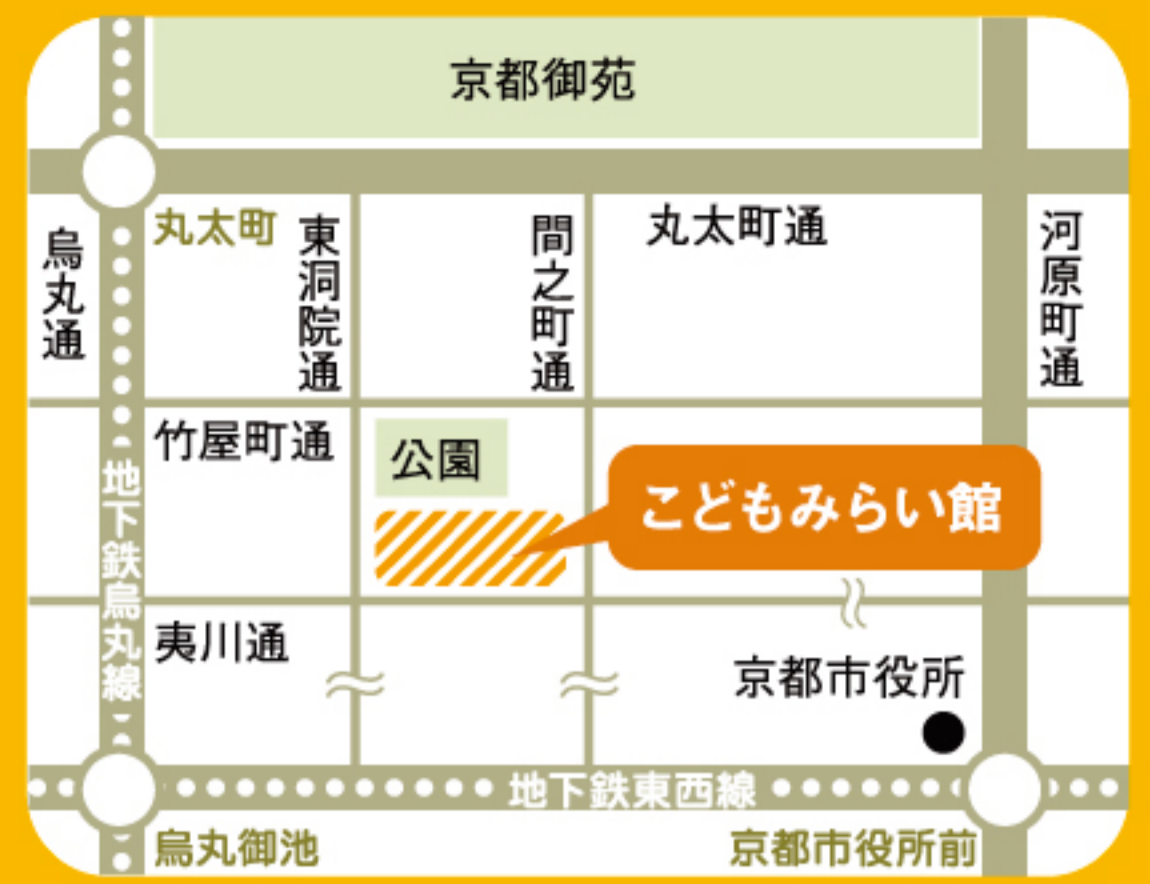 京都御苑
丸太町
丸太町通
烏丸通
東洞院通
間之町通
河原町通
竹屋町通
公園
こどもみらい館
地下鉄烏丸線
夷川通
京都市役所
地下鉄東西線
烏丸御池
京都市役所前